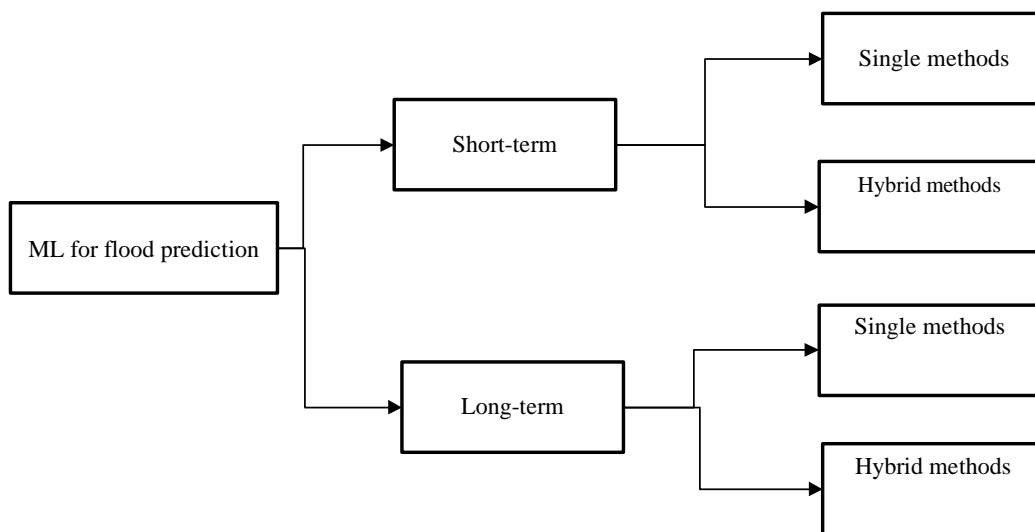 ML for flood prediction
Short-term
Single methods
Hybrid methods
Long-term
Single methods
Hybrid methods